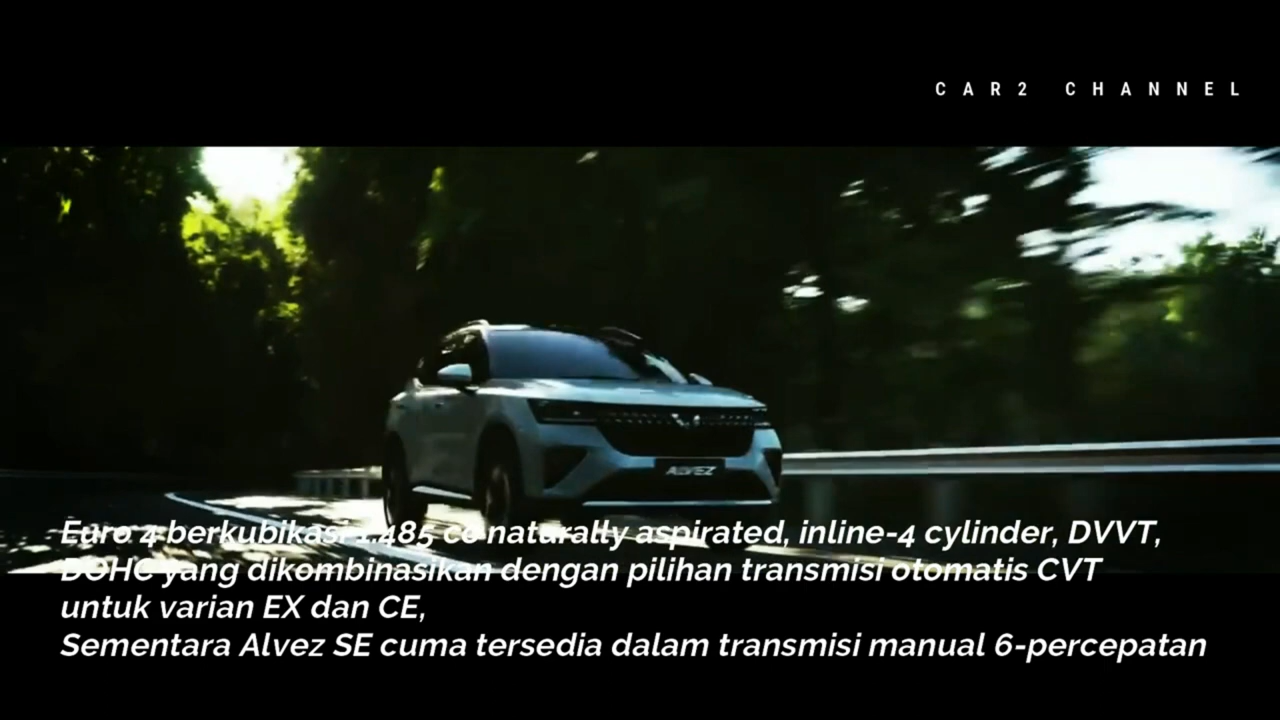 CAR2 CHANNEL
ALVEZ
Euro 4 berkubikasi 1.485 cc naturally aspirated, inline-4 cylinder, DVVT,
DOHC yang dikombinasikan dengan pilihan transmisi otomatis CVT
untuk varian EX dan CE,
Sementara Alvez SE cuma tersedia dalam transmisi manual 6-percepatan